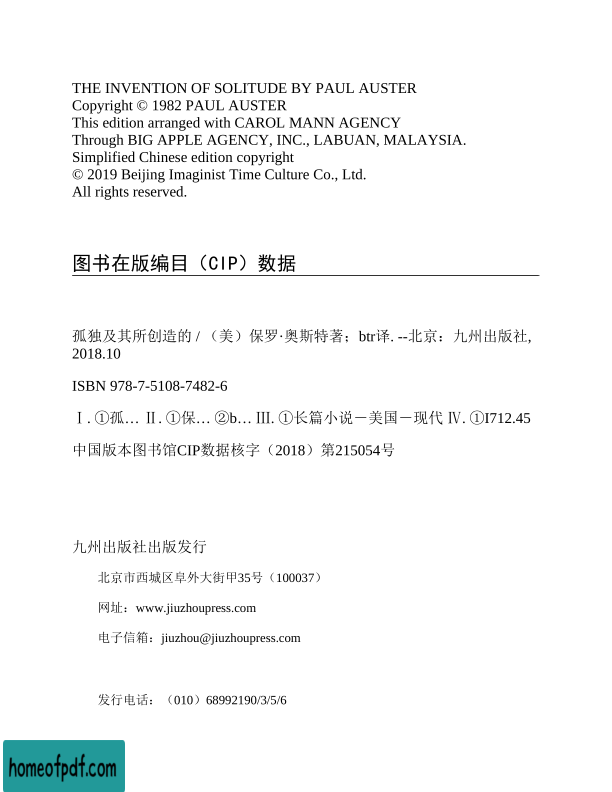 THE INVENTION OF SOLITUDE BY PAUL AUSTER
Copyright © 1982 PAUL AUSTER
This edition arranged with CAROL MANN AGENCY
Through BIG APPLE AGENCY, INC., LABUAN, MALAYSIA.
Simplified Chinese edition copyright
© 2019 Beijing Imaginist Time Culture Co., Ltd.
All rights reserved.
图书在版编目（CIP）数据
孤独及其所创造的 / （美）保罗·奥斯特著；btr译. --北京：九州出版社,
2018.10
ISBN 978-7-5108-7482-6
Ⅰ. ①孤… Ⅱ. ①保… ②b… Ⅲ. ①长篇小说－美国－现代 Ⅳ. ①I712.45
中国版本图书馆CIP数据核字（2018）第215054号
九州出版社出版发行
北京市西城区阜外大街甲35号（100037）
网址：www.jiuzhoupress.com
电子信箱：jiuzhou@jiuzhoupress.com
发行电话：（010）68992190/3/5/6
homeofpdf.com